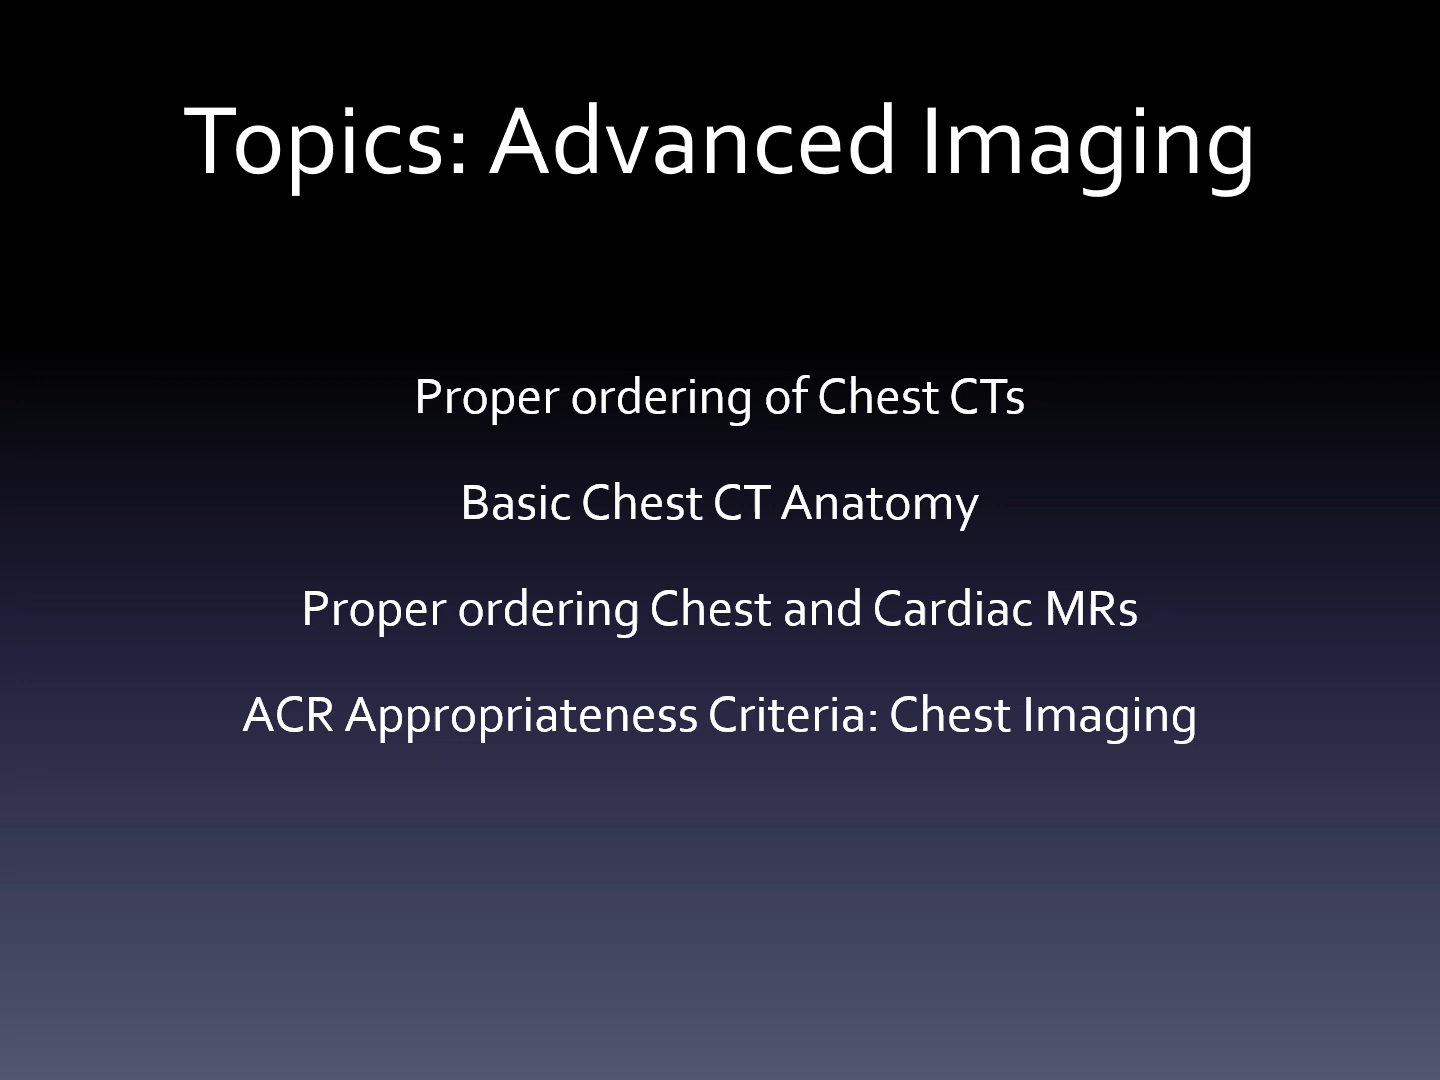 Topics: Advanced Imaging
Proper ordering of Chest CTs
Basic Chest CT Anatomy
Proper ordering Chest and Cardiac MRs
ACR Appropriateness Criteria: Chest Imaging